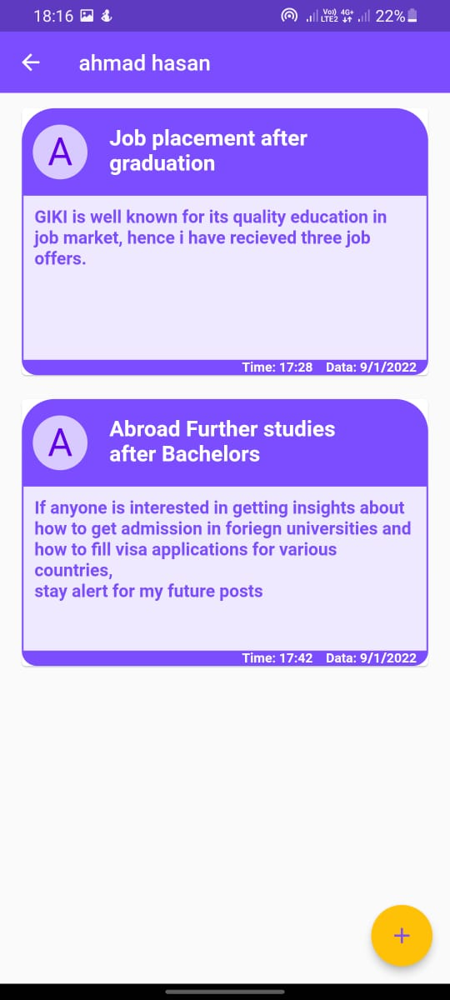 18:16 Vo)) 4G+ LTE2 22%
ahmad hasan
A
Job placement after
graduation
GIKI is well known for its quality education in
job market, hence i have recieved three job
offers.
Time: 17:28 Data: 9/1/2022
A
Abroad Further studies
after Bachelors
If anyone is interested in getting insights about
how to get admission in foriegn universities and
how to fill visa applications for various
countries,
stay alert for my future posts
Time: 17:42 Data: 9/1/2022
+